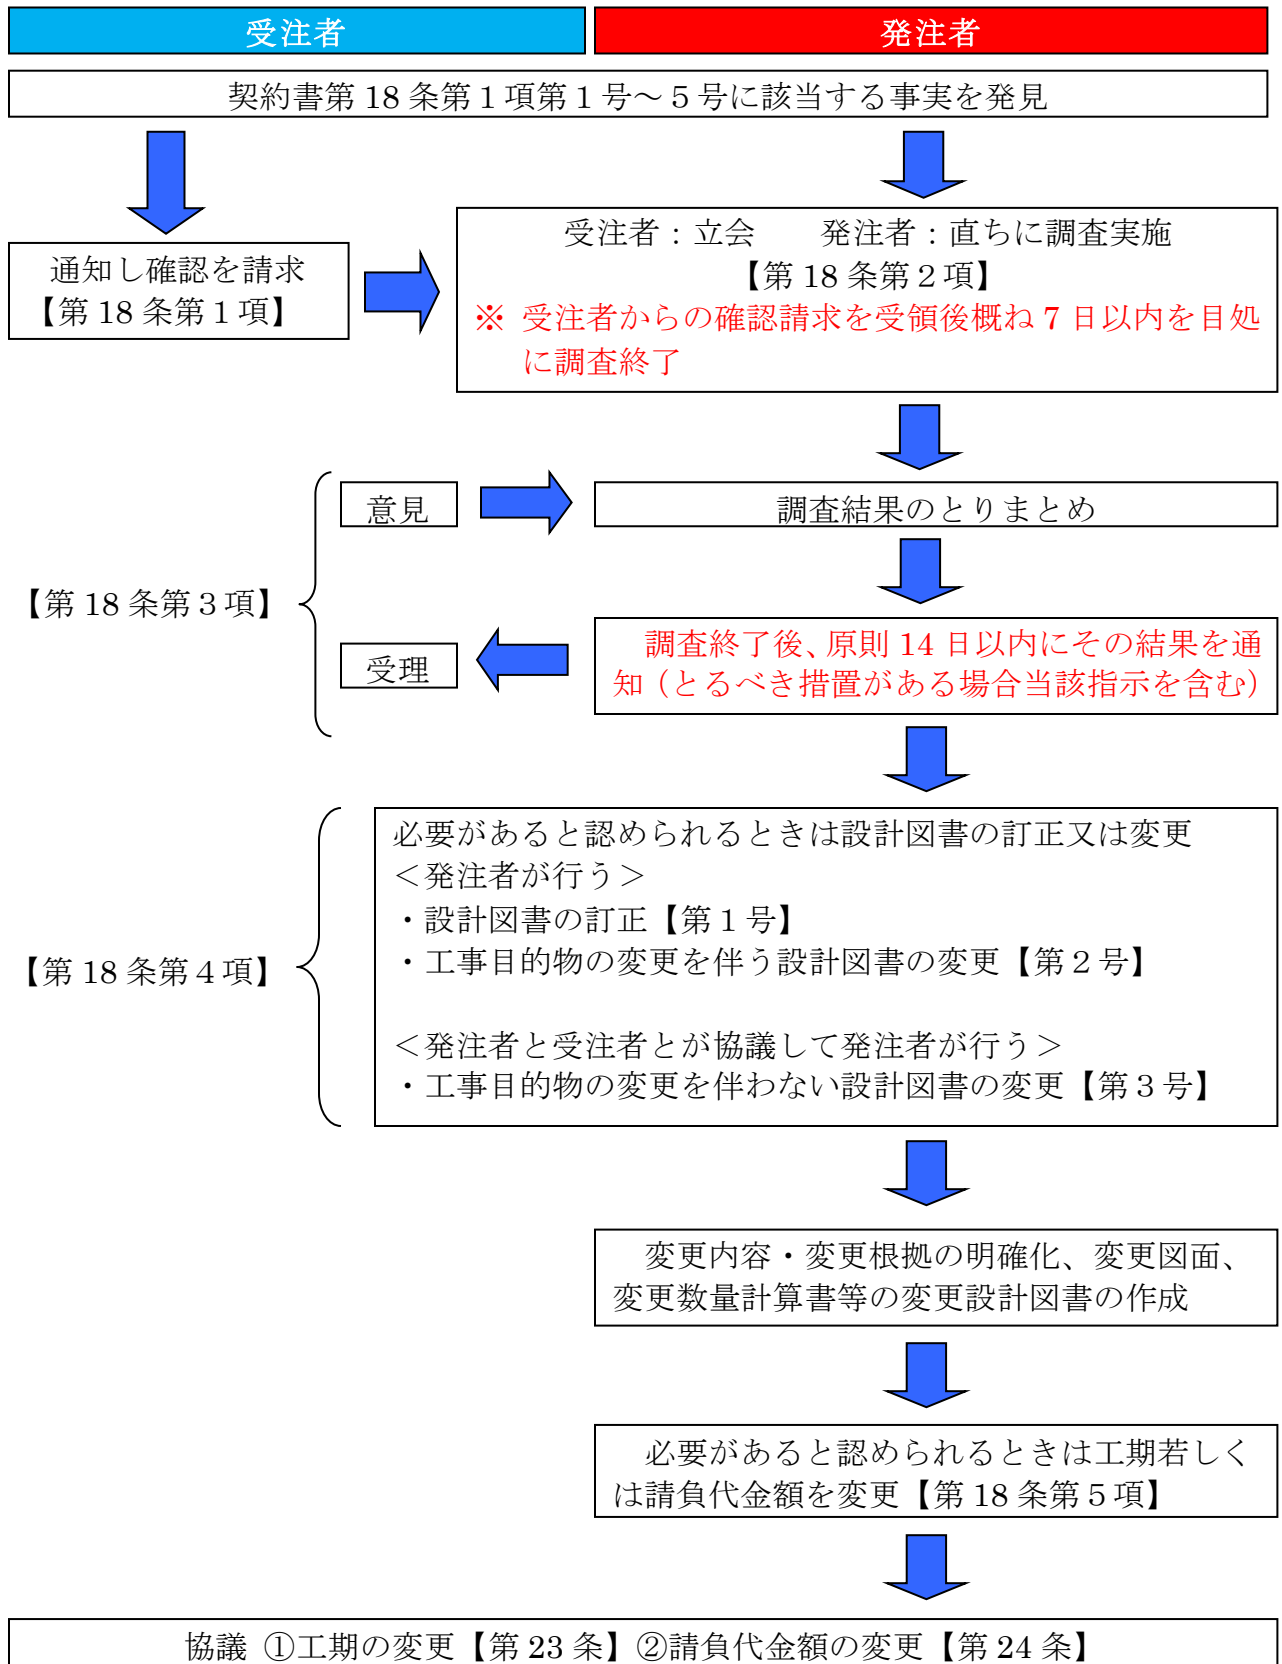 受注者
発注者
契約書第18条第1項第1号～5号に該当する事実を発見
通知し確認を請求
【第18条第1項】
受注者：立会　　発注者：直ちに調査実施
【第18条第2項】
※ 受注者からの確認請求を受領後概ね7日以内を目処
に調査終了
意見
調査結果のとりまとめ
【第18条第3項】
受理
調査終了後、原則14日以内にその結果を通
知（とるべき措置がある場合当該指示を含む）
【第18条第4項】
必要があると認められるときは設計図書の訂正又は変更
＜発注者が行う＞
・設計図書の訂正【第1号】
・工事目的物の変更を伴う設計図書の変更【第2号】
＜発注者と受注者とが協議して発注者が行う＞
・工事目的物の変更を伴わない設計図書の変更【第3号】
変更内容・変更根拠の明確化、変更図面、
変更数量計算書等の変更設計図書の作成
必要があると認められるときは工期若しく
は請負代金額を変更【第18条第5項】
協議 ①工期の変更【第23条】②請負代金額の変更【第24条】